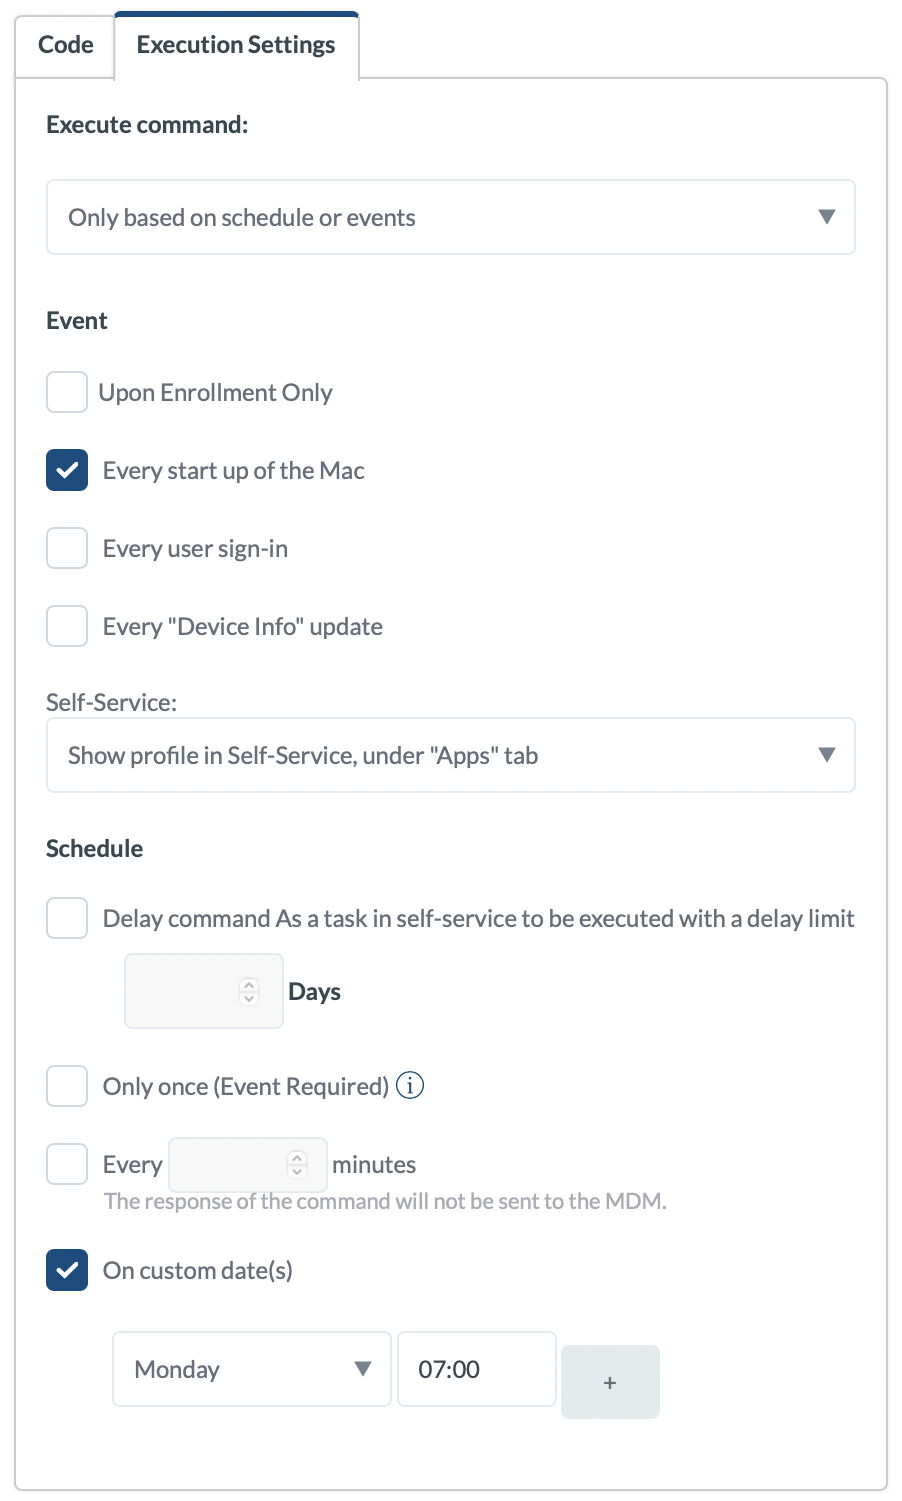 Code
Execution Settings
Execute command:
Only based on schedule or events
Event
Upon Enrollment Only
Every start up of the Mac
Every user sign-in
Every "Device Info" update
Self-Service:
Show profile in Self-Service, under "Apps" tab
Schedule
Delay command As a task in self-service to be executed with a delay limit
Days
Only once (Event Required) i
Every minutes
The response of the command will not be sent to the MDM.
On custom date(s)
Monday 07:00 +